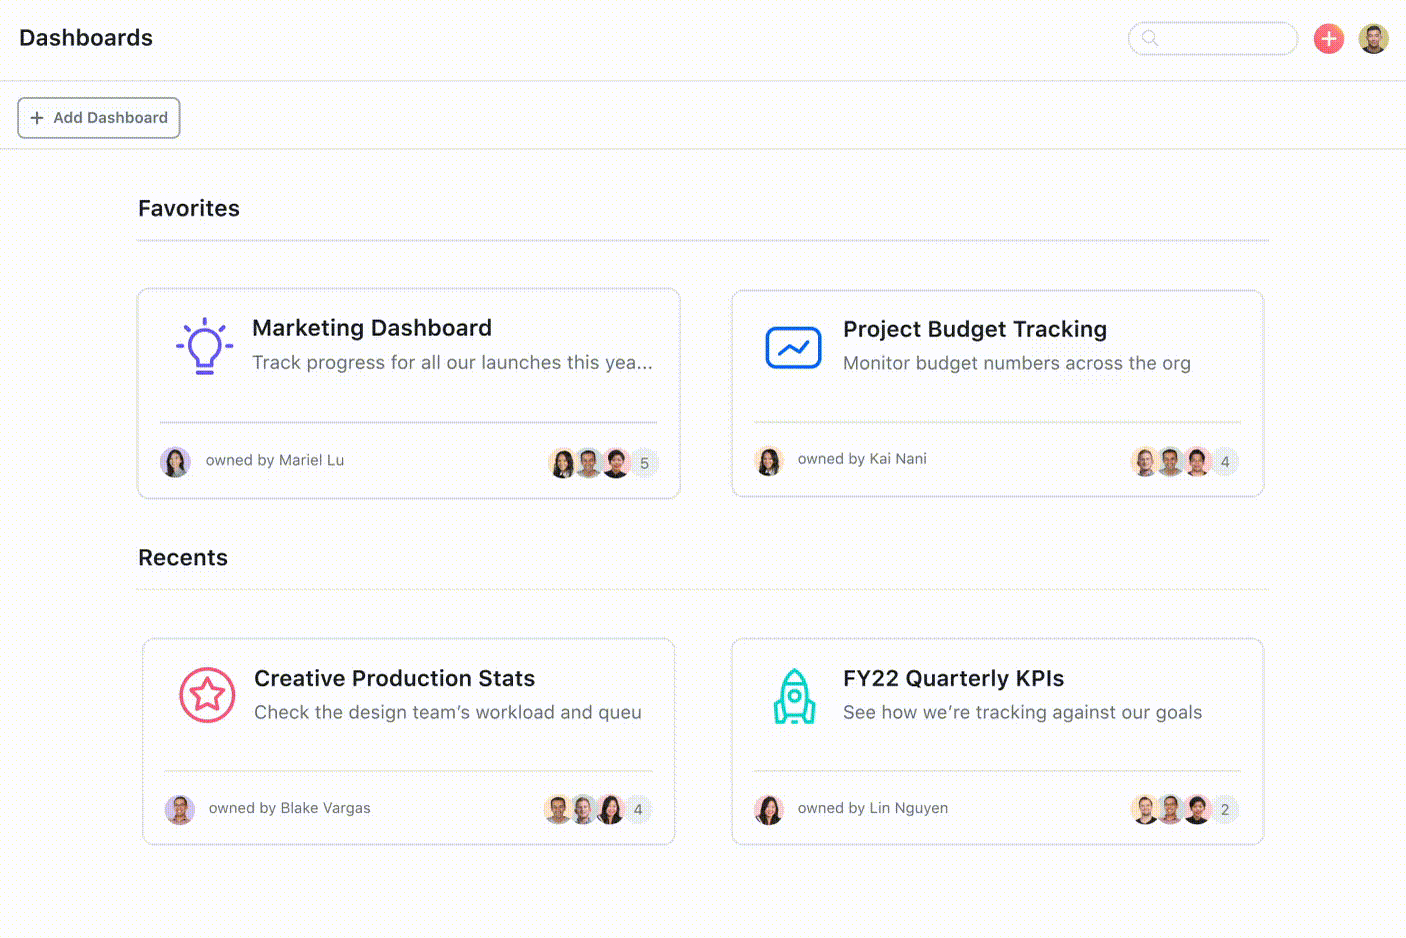 Dashboards
+ Add Dashboard
Favorites
Marketing Dashboard
Track progress for all our launches this yea...
owned by Mariel Lu
5
Project Budget Tracking
Monitor budget numbers across the org
owned by Kai Nani
4
Recents
Creative Production Stats
Check the design team’s workload and queu
owned by Blake Vargas
4
FY22 Quarterly KPIs
See how we’re tracking against our goals
owned by Lin Nguyen
2